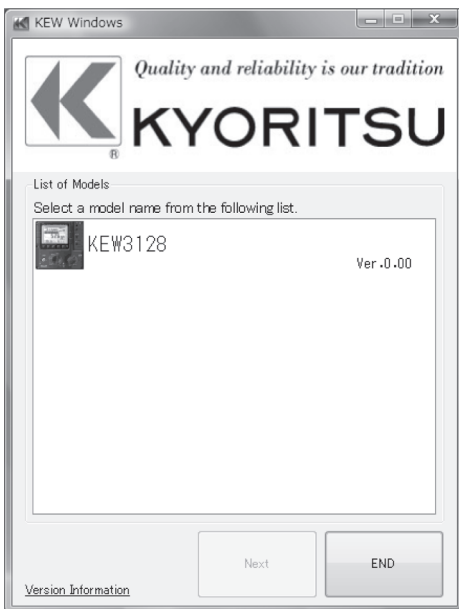 KEW Windows
Quality and reliability is our tradition
KYORITSU
®
List of Models
Select a model name from the following list.
KEW3128
Ver.0.00
Next
END
Version Information